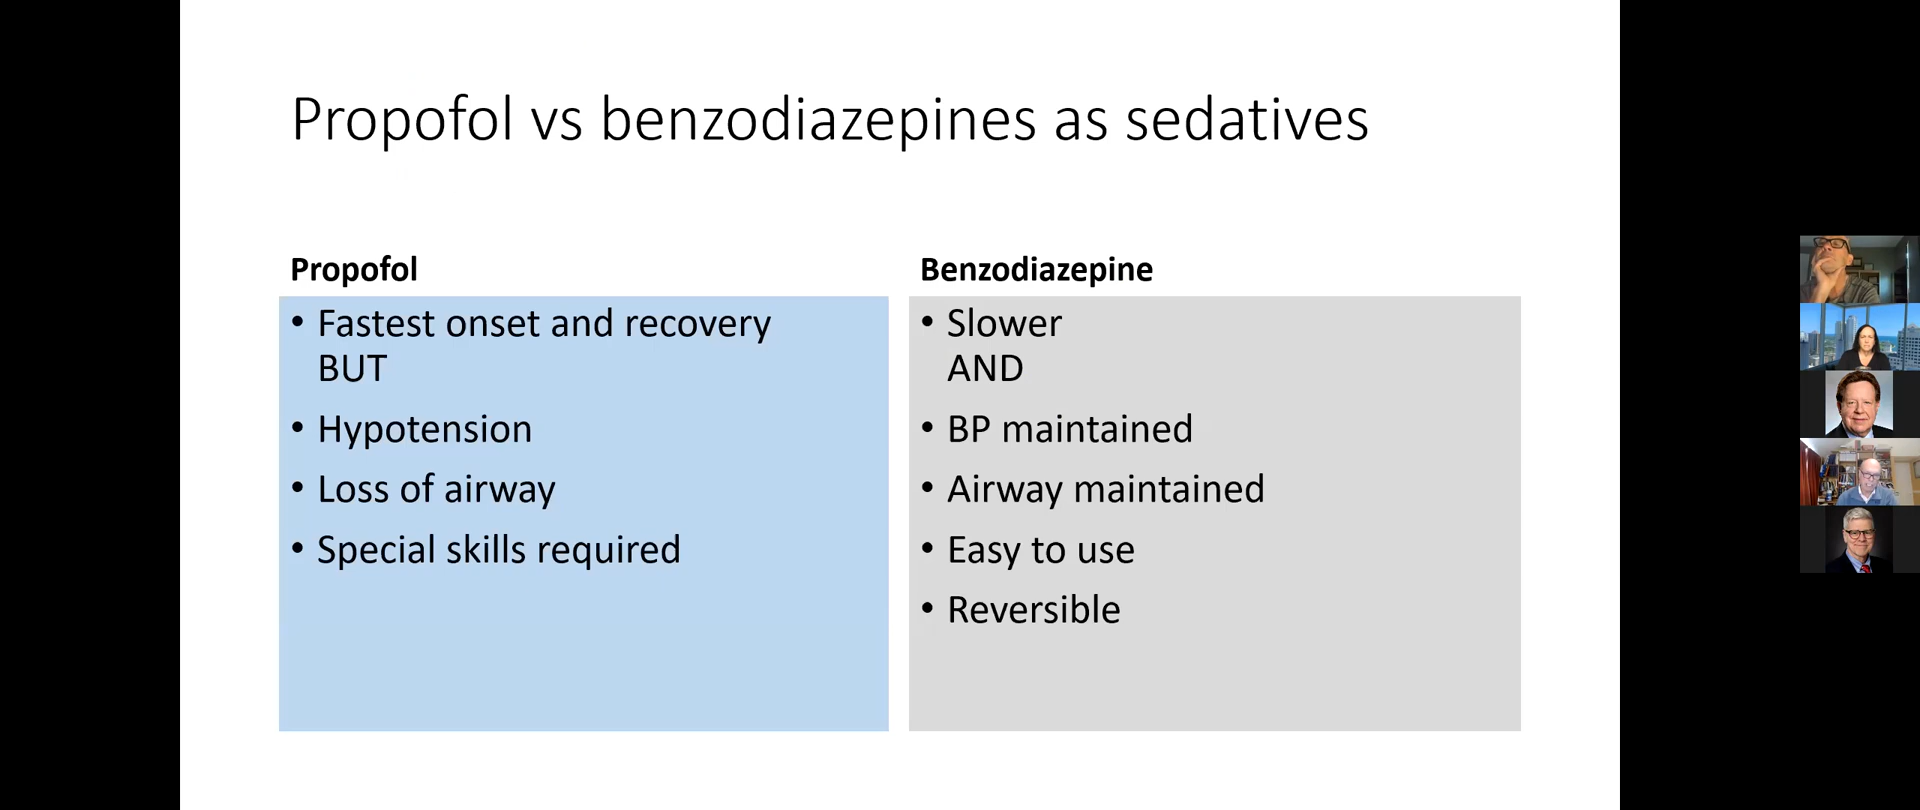 Propofol vs benzodiazepines as sedatives
Propofol
• Fastest onset and recovery
BUT
• Hypotension
• Loss of airway
• Special skills required
Benzodiazepine
• Slower
AND
• BP maintained
• Airway maintained
• Easy to use
• Reversible